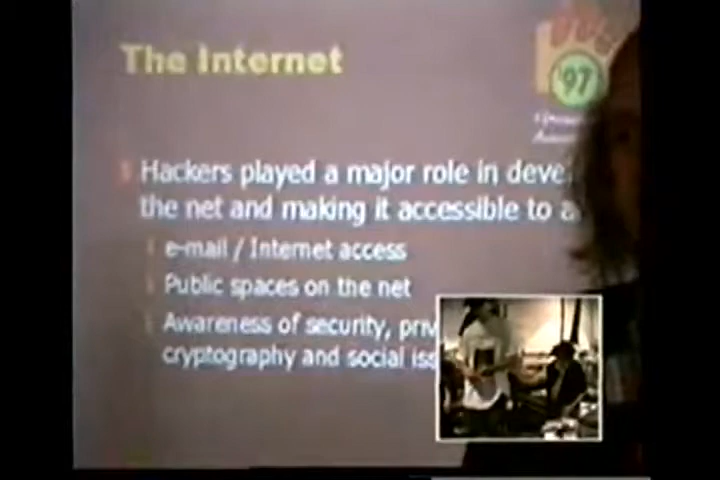 The Internet
'97
Hackers played a major role in deve
the net and making it accessible to a
e-mail / Internet access
Public spaces on the net
Awareness of security, priv
cryptography and social iss